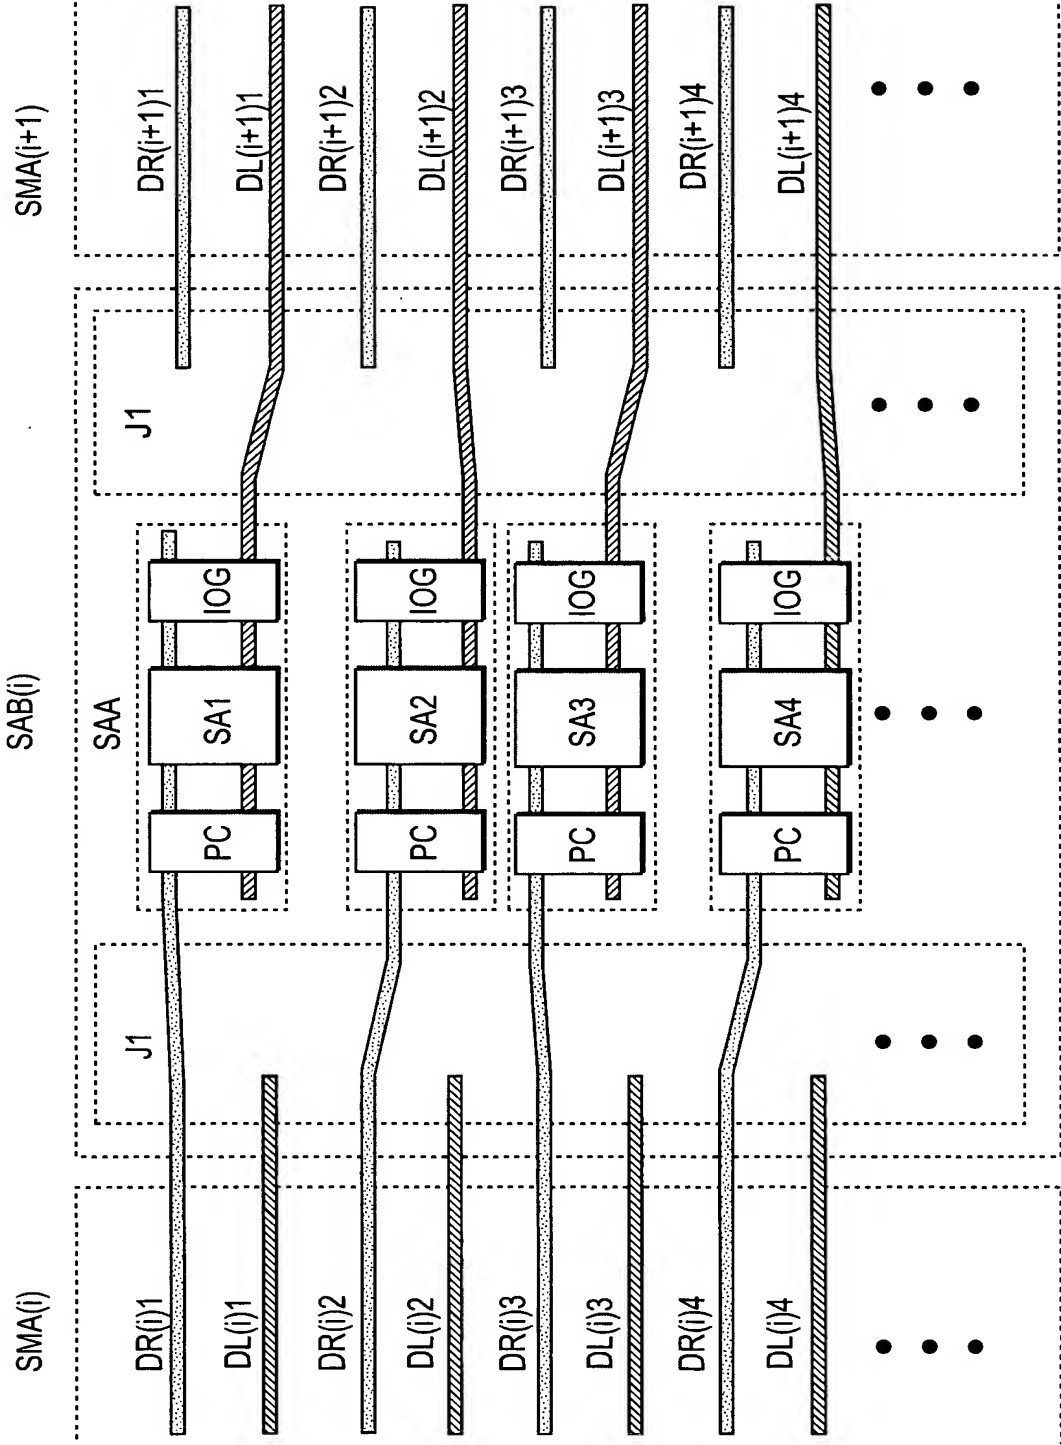 SMA(i)
SAB(i)
SMA(i+1)
SAA
J1
J1
DR(i)1
PC
SA1
IOG
DR(i+1)1
DL(i)1
DL(i+1)1
DR(i)2
PC
SA2
IOG
DR(i+1)2
DL(i)2
DL(i+1)2
DR(i)3
PC
SA3
IOG
DR(i+1)3
DL(i)3
DL(i+1)3
DR(i)4
PC
SA4
IOG
DR(i+1)4
DL(i)4
DL(i+1)4